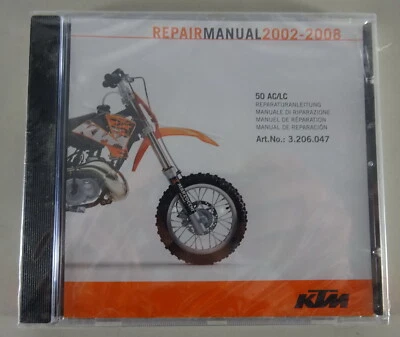 REPAIRMANUAL2002-2008
50 AC/LC
REPARATURANLEITUNG
MANUALE DI RIPARAZIONE
MANUEL DE RÉPARATION
MANUAL DE REPARACIÓN
Art.No.: 3.206.047
KTM
KTM